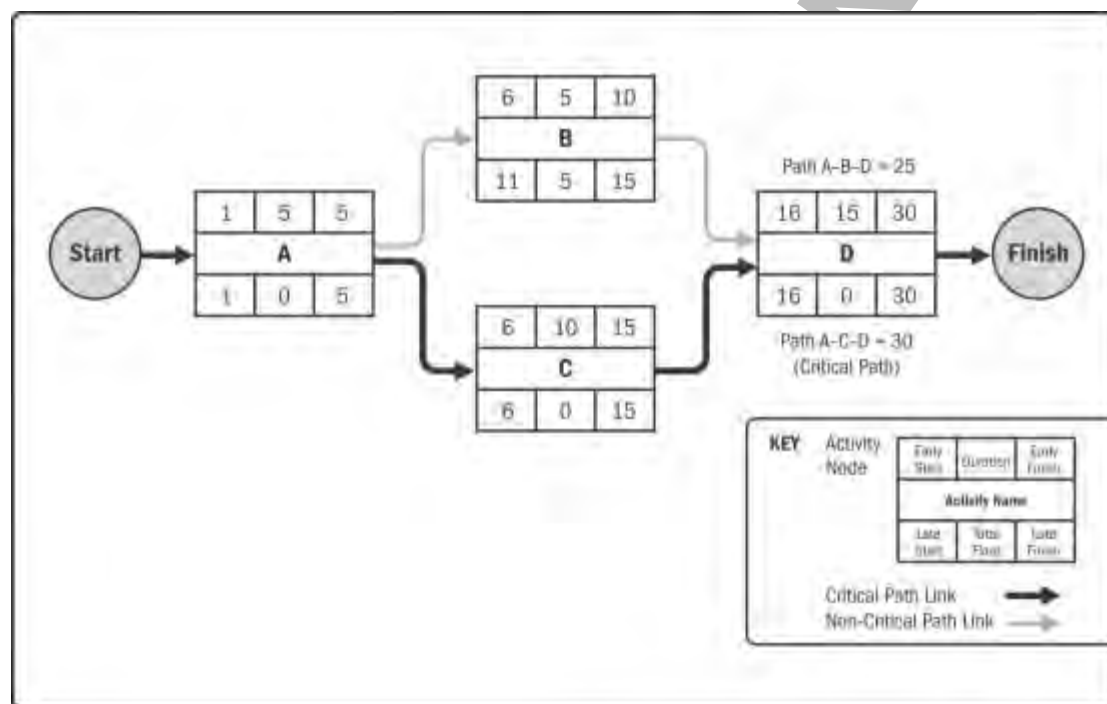 6 5 10
B
11 5 15
Path A-B-D = 25
1 5 5
A
1 0 5
Start
16 15 30
D
16 0 30
Finish
Path A-C-D = 30
(Critical Path)
6 10 15
C
6 0 15
KEY Activity
Node
Early
Start
Duration
Early
Finish
Activity Name
Late
Start
Total
Float
Late
Finish
Critical Path Link
Non-Critical Path Link